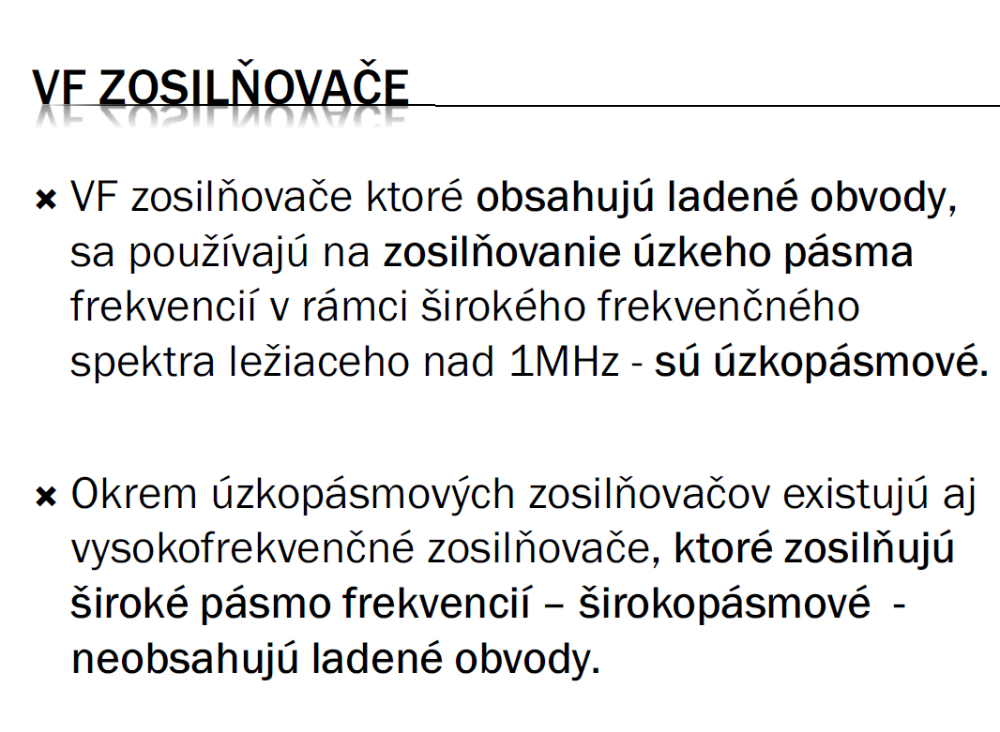 VF ZOSILŇOVAČE
VF zosilňovače ktoré obsahujú ladené obvody,
sa používajú na zosilňovanie úzkeho pásma
frekvencií v rámci širokého frekvenčného
spektra ležiaceho nad 1MHz - sú úzkopásmové.
Okrem úzkopásmových zosilňovačov existujú aj
vysokofrekvenčné zosilňovače, ktoré zosilňujú
široké pásmo frekvencií – širokopásmové -
neobsahujú ladené obvody.